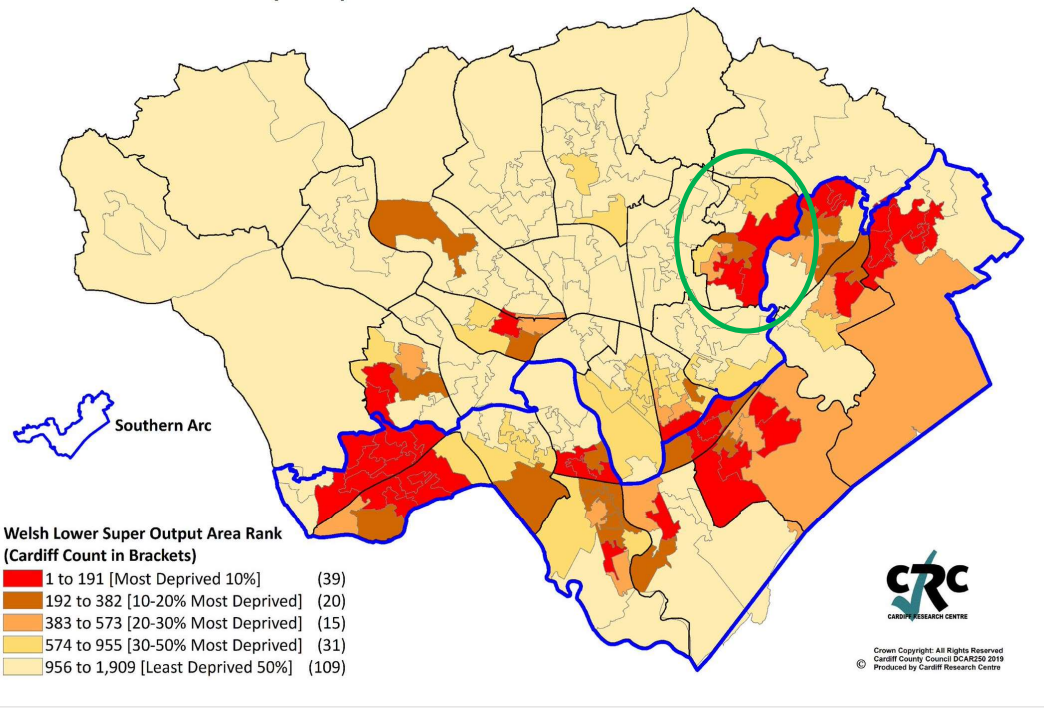 Southern Arc
Welsh Lower Super Output Area Rank
(Cardiff Count in Brackets)
1 to 191 [Most Deprived 10%] (39)
192 to 382 [10-20% Most Deprived] (20)
383 to 573 [20-30% Most Deprived] (15)
574 to 955 [30-50% Most Deprived] (31)
956 to 1,909 [Least Deprived 50%] (109)
CRC
CARDIFF RESEARCH CENTRE
Crown Copyright: All Rights Reserved
© Cardiff County Council DCAR250 2019
Produced by Cardiff Research Centre